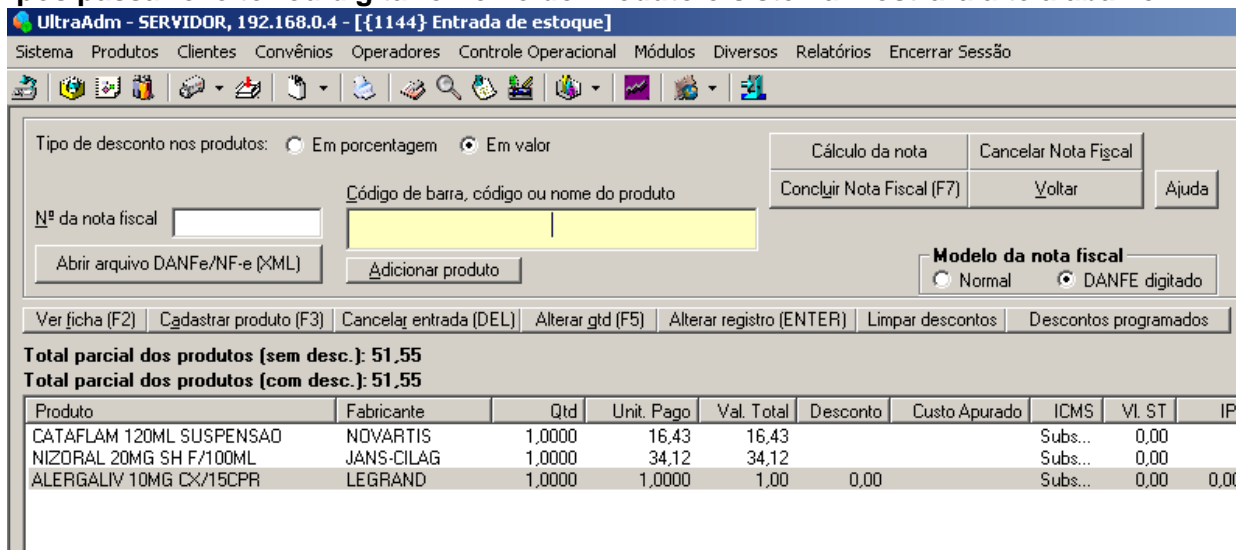 UltraAdm - SERVIDOR, 192.168.0.4 - [{1144} Entrada de estoque]
Sistema Produtos Clientes Convênios Operadores Controle Operacional Módulos Diversos Relatórios Encerrar Sessão
Tipo de desconto nos produtos: Em porcentagem Em valor
Cálculo da nota Cancelar Nota Fiscal
Concluir Nota Fiscal (F7) Voltar Ajuda
Código de barra, código ou nome do produto
Nº da nota fiscal
Abrir arquivo DANFe/NF-e (XML) Adicionar produto
Modelo da nota fiscal
Normal DANFE digitado
Ver ficha (F2) Cadastrar produto (F3) Cancelar entrada (DEL) Alterar qtd (F5) Alterar registro (ENTER) Limpar descontos Descontos programados
Total parcial dos produtos (sem desc.): 51,55
Total parcial dos produtos (com desc.): 51,55
Produto Fabricante Qtd Unit. Pago Val. Total Desconto Custo Apurado ICMS Vl. ST IP
CATAFLAM 120ML SUSPENSAO NOVARTIS 1,0000 16,43 16,43 Subs... 0,00
NIZORAL 20MG SH F/100ML JANS-CILAG 1,0000 34,12 34,12 Subs... 0,00
ALERGALIV 10MG CX/15CPR LEGRAND 1,0000 1,0000 1,00 0,00 Subs... 0,00 0,00